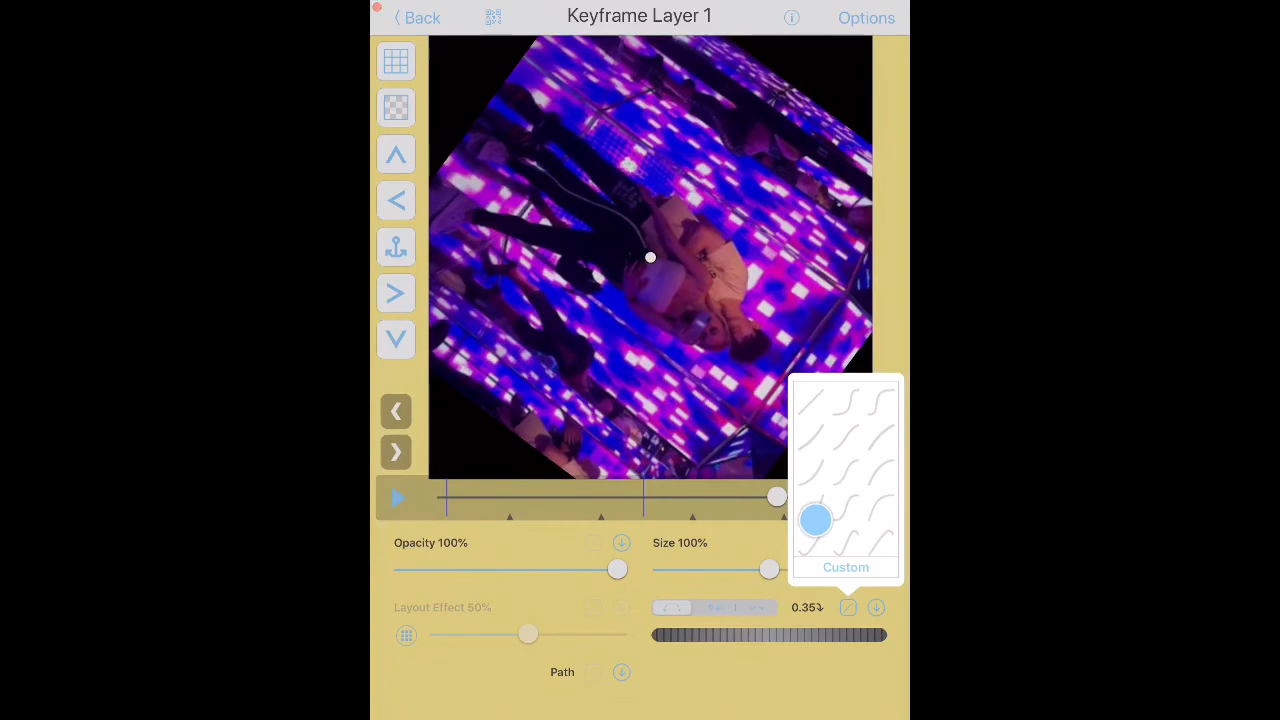 Back
Keyframe Layer 1
Options
Opacity 100%
Size 100%
Custom
Layout Effect 50%
0.35
Path